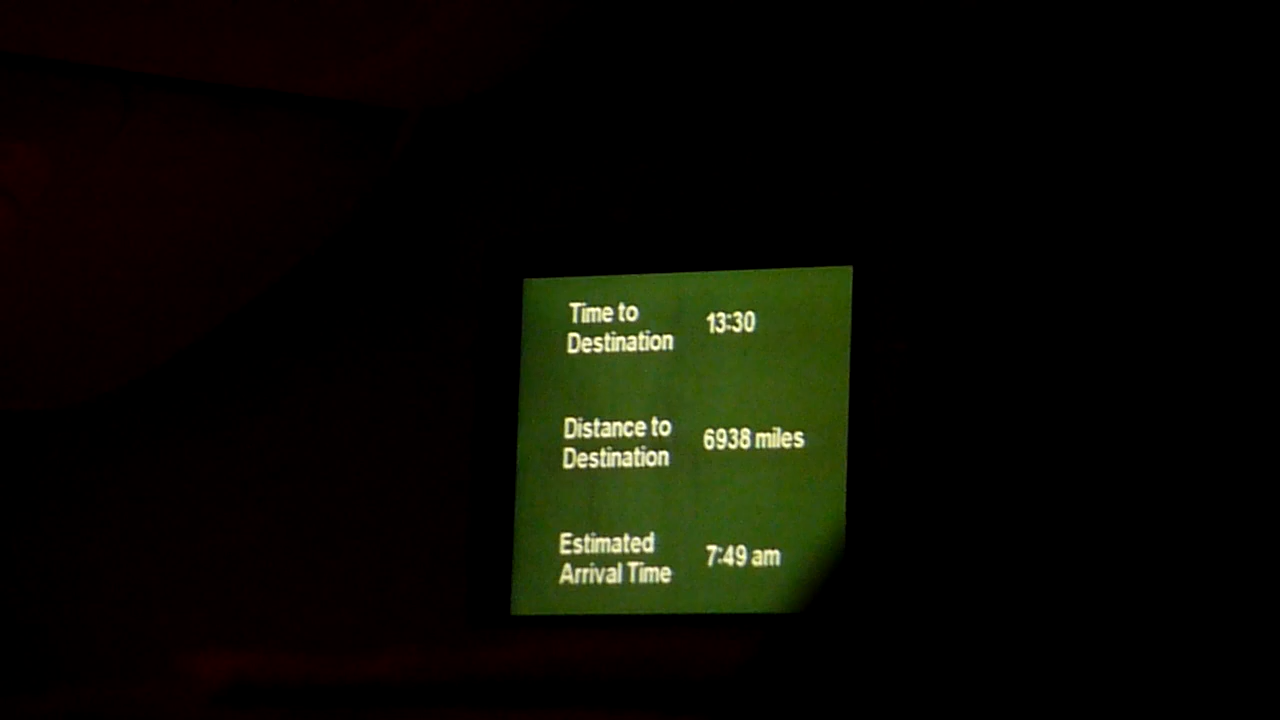 Time to
Destination
13:30
Distance to
Destination
6938 miles
Estimated
Arrival Time
7:49 am